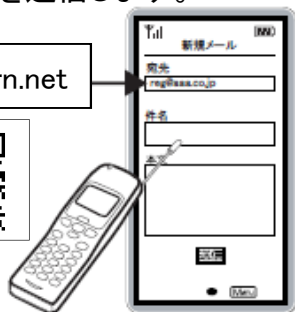 を送信します。
新規メール
宛先
rn.net
reg@aaa.co.jp
件名
本文
送信
Menu